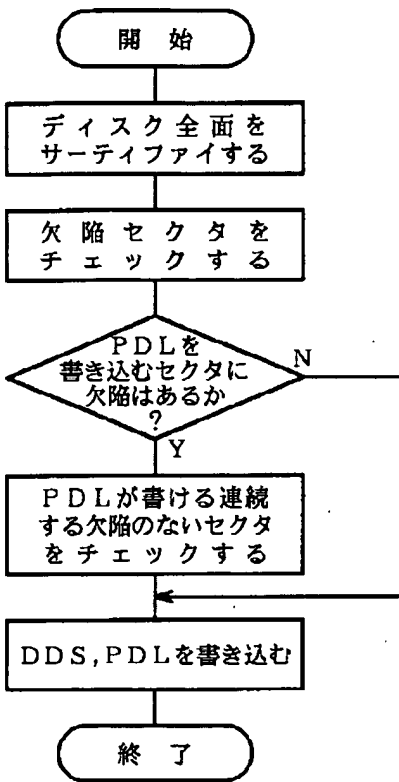 開始
ディスク全面を
サーティファイする
欠陥セクタを
チェックする
PDLを
書き込むセクタに
欠陥はあるか
?
N
Y
PDLが書ける連続
する欠陥のないセクタ
をチェックする
DDS,PDLを書き込む
終了